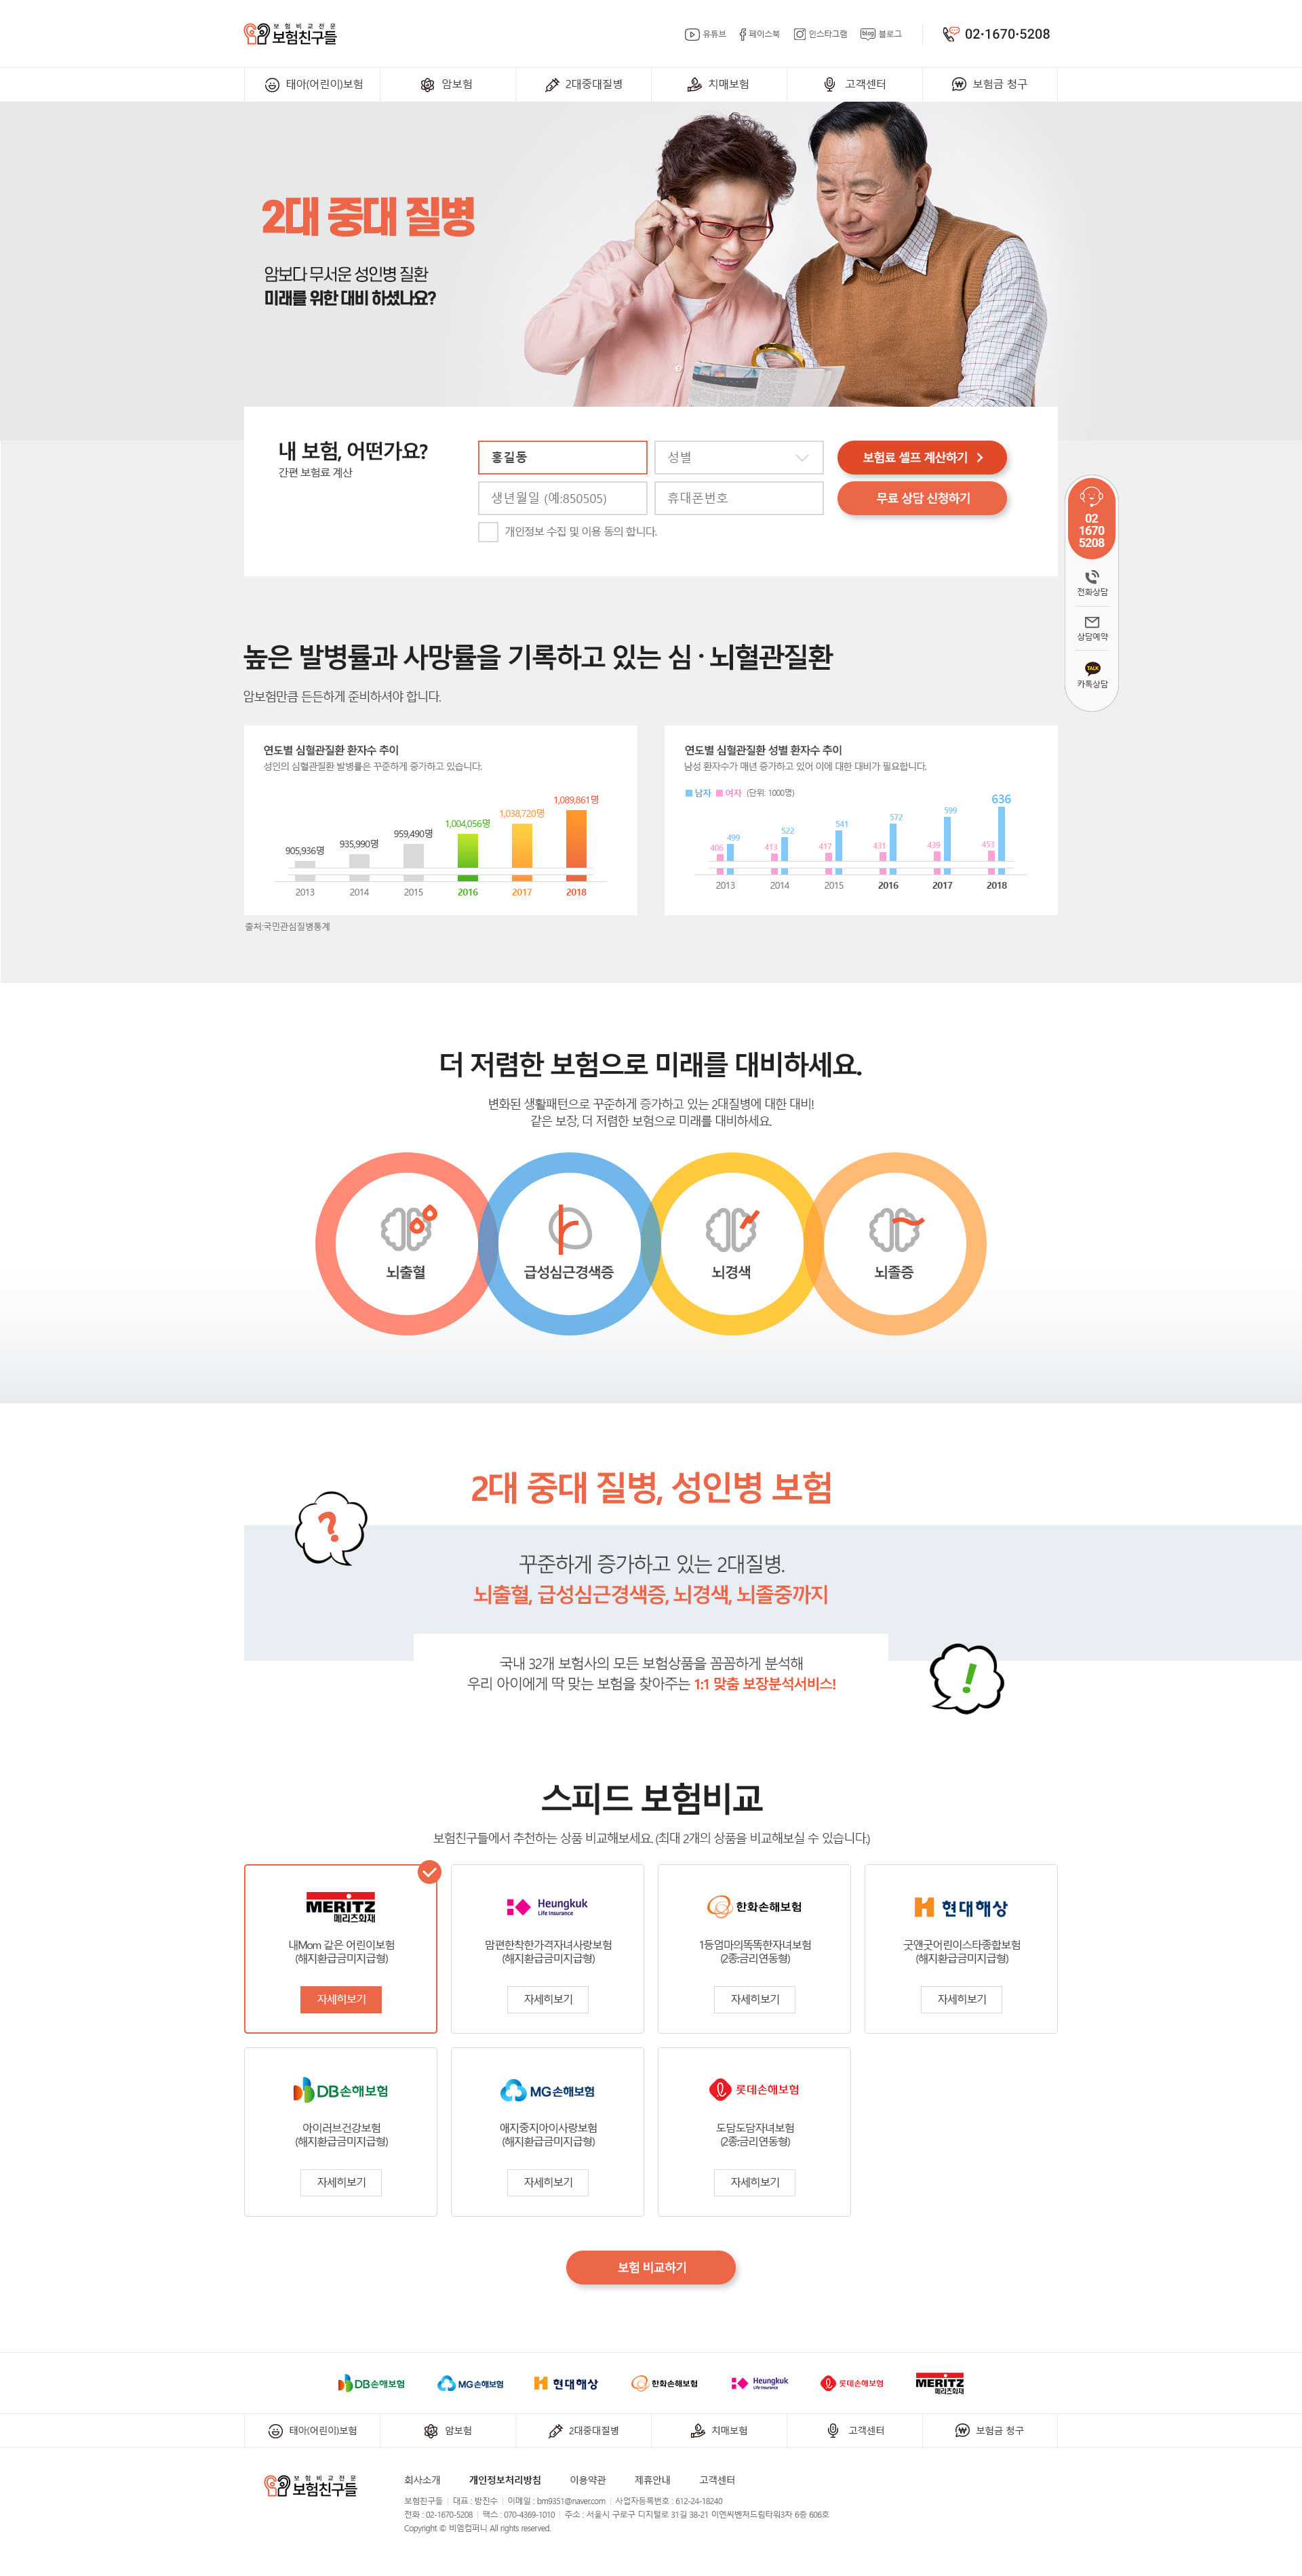 보험비교전문
보험친구들
유튜브
페이스북
인스타그램
blog 블로그
02·1670·5208
태아(어린이)보험
암보험
2대중대질병
치매보험
고객센터
보험금 청구
2대 중대 질병
암보다 무서운 성인병 질환
미래를 위한 대비 하셨나요?
내 보험, 어떤가요?
간편 보험료 계산
홍길동
성별
보험료 셀프 계산하기
생년월일 (예:850505)
휴대폰번호
무료 상담 신청하기
개인정보 수집 및 이용 동의 합니다.
02
1670
5208
전화상담
상담예약
TALK
카톡상담
높은 발병률과 사망률을 기록하고 있는 심 · 뇌혈관질환
암보험만큼 든든하게 준비하셔야 합니다.
연도별 심혈관질환 환자수 추이
성인의 심혈관질환 발병률은 꾸준하게 증가하고 있습니다.
905,936명
935,990명
959,490명
1,004,056명
1,038,720명
1,089,861명
2013
2014
2015
2016
2017
2018
연도별 심혈관질환 성별 환자수 추이
남성 환자수가 매년 증가하고 있어 이에 대한 대비가 필요합니다.
남자 여자 (단위: 1000명)
406 499
413 522
417 541
431 572
439 599
453 636
2013
2014
2015
2016
2017
2018
출처:국민관심질병통계
더 저렴한 보험으로 미래를 대비하세요.
변화된 생활패턴으로 꾸준하게 증가하고 있는 2대질병에 대한 대비!
같은 보장, 더 저렴한 보험으로 미래를 대비하세요.
뇌출혈
급성심근경색증
뇌경색
뇌졸증
2대 중대 질병, 성인병 보험
?
꾸준하게 증가하고 있는 2대질병.
뇌출혈, 급성심근경색증, 뇌경색, 뇌졸중까지
국내 32개 보험사의 모든 보험상품을 꼼꼼하게 분석해
우리 아이에게 딱 맞는 보험을 찾아주는 1:1 맞춤 보장분석서비스!
!
스피드 보험비교
보험친구들에서 추천하는 상품 비교해보세요. (최대 2개의 상품을 비교해보실 수 있습니다.)
MERITZ
메리츠화재
내Mom 같은 어린이보험
(해지환급금미지급형)
자세히보기
Heungkuk
Life Insurance
맘편한착한가격자녀사랑보험
(해지환급금미지급형)
자세히보기
한화손해보험
1등엄마의똑똑한자녀보험
(2종:금리연동형)
자세히보기
현대해상
굿앤굿어린이스타종합보험
(해지환급금미지급형)
자세히보기
DB손해보험
아이러브건강보험
(해지환급금미지급형)
자세히보기
MG손해보험
애지중지아이사랑보험
(해지환급금미지급형)
자세히보기
롯데손해보험
도담도담자녀보험
(2종:금리연동형)
자세히보기
보험 비교하기
DB손해보험
MG손해보험
현대해상
한화손해보험
Heungkuk
Life Insurance
롯데손해보험
MERITZ
메리츠화재
태아(어린이)보험
암보험
2대중대질병
치매보험
고객센터
보험금 청구
보험비교전문
보험친구들
회사소개
개인정보처리방침
이용약관
제휴안내
고객센터
보험친구들 | 대표 : 방진수 | 이메일 : bm9351@naver.com | 사업자등록번호 : 612-24-18240
전화 : 02-1670-5208 | 팩스 : 070-4369-1010 | 주소 : 서울시 구로구 디지털로 31길 38-21 이엔씨벤처드림타워3차 6층 606호
Copyright © 비엠컴퍼니 All rights reserved.